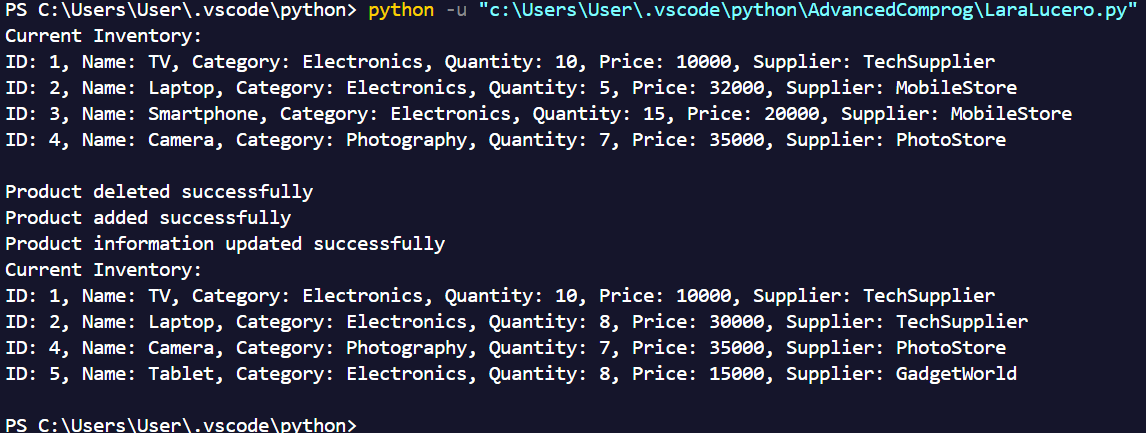 PS C:\Users\User\.vscode\python> python -u "c:\Users\User\.vscode\python\AdvancedComprog\LaraLucero.py"
Current Inventory:
ID: 1, Name: TV, Category: Electronics, Quantity: 10, Price: 10000, Supplier: TechSupplier
ID: 2, Name: Laptop, Category: Electronics, Quantity: 5, Price: 32000, Supplier: MobileStore
ID: 3, Name: Smartphone, Category: Electronics, Quantity: 15, Price: 20000, Supplier: MobileStore
ID: 4, Name: Camera, Category: Photography, Quantity: 7, Price: 35000, Supplier: PhotoStore
Product deleted successfully
Product added successfully
Product information updated successfully
Current Inventory:
ID: 1, Name: TV, Category: Electronics, Quantity: 10, Price: 10000, Supplier: TechSupplier
ID: 2, Name: Laptop, Category: Electronics, Quantity: 8, Price: 30000, Supplier: TechSupplier
ID: 4, Name: Camera, Category: Photography, Quantity: 7, Price: 35000, Supplier: PhotoStore
ID: 5, Name: Tablet, Category: Electronics, Quantity: 8, Price: 15000, Supplier: GadgetWorld
PS C:\Users\User\.vscode\python>